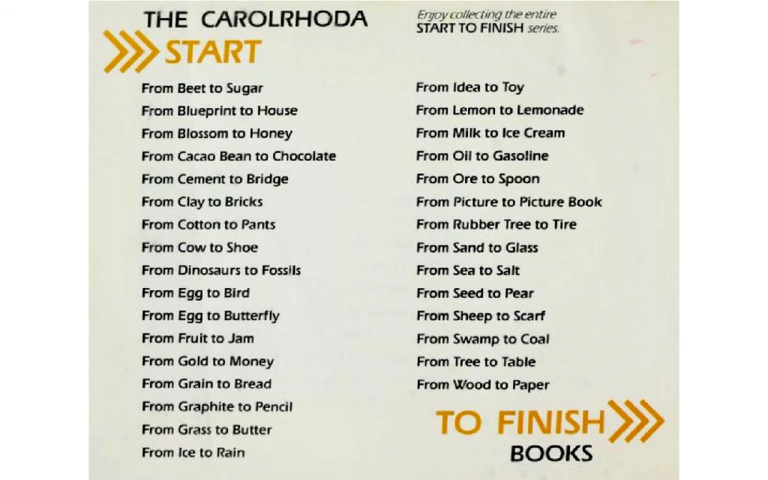 THE CAROLRHODA
START
Enjoy collecting the entire
START TO FINISH series.
From Beet to Sugar
From Blueprint to House
From Blossom to Honey
From Cacao Bean to Chocolate
From Cement to Bridge
From Clay to Bricks
From Cotton to Pants
From Cow to Shoe
From Dinosaurs to Fossils
From Egg to Bird
From Egg to Butterfly
From Fruit to Jam
From Gold to Money
From Grain to Bread
From Graphite to Pencil
From Grass to Butter
From Ice to Rain
From Idea to Toy
From Lemon to Lemonade
From Milk to Ice Cream
From Oil to Gasoline
From Ore to Spoon
From Picture to Picture Book
From Rubber Tree to Tire
From Sand to Glass
From Sea to Salt
From Seed to Pear
From Sheep to Scarf
From Swamp to Coal
From Tree to Table
From Wood to Paper
TO FINISH
BOOKS